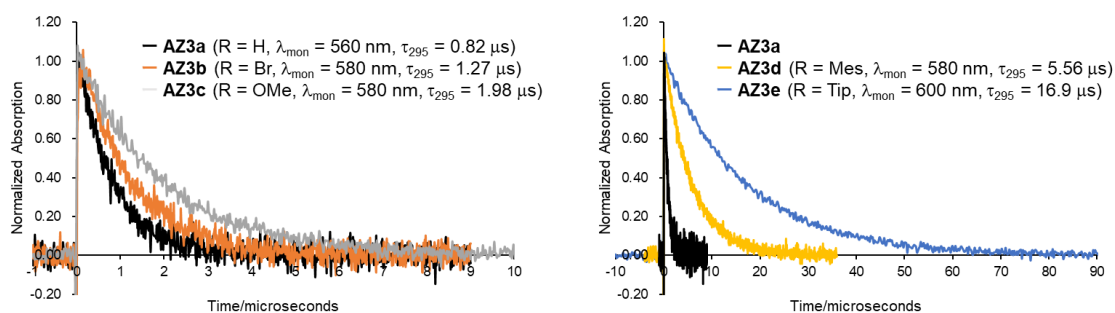 1.20
1.00
0.80
0.60
0.40
0.20
0.00
-0.20
Normalized Absorption
AZ3a (R = H, λmon = 560 nm, τ295 = 0.82 μs)
AZ3b (R = Br, λmon = 580 nm, τ295 = 1.27 μs)
AZ3c (R = OMe, λmon = 580 nm, τ295 = 1.98 μs)
-1 0 1 2 3 4 5 6 7 8 9 10
Time/microseconds
1.20
1.00
0.80
0.60
0.40
0.20
0.00
-0.20
Normalized Absorption
AZ3a
AZ3d (R = Mes, λmon = 580 nm, τ295 = 5.56 μs)
AZ3e (R = Tip, λmon = 600 nm, τ295 = 16.9 μs)
-10 0 10 20 30 40 50 60 70 80 90
Time/microseconds